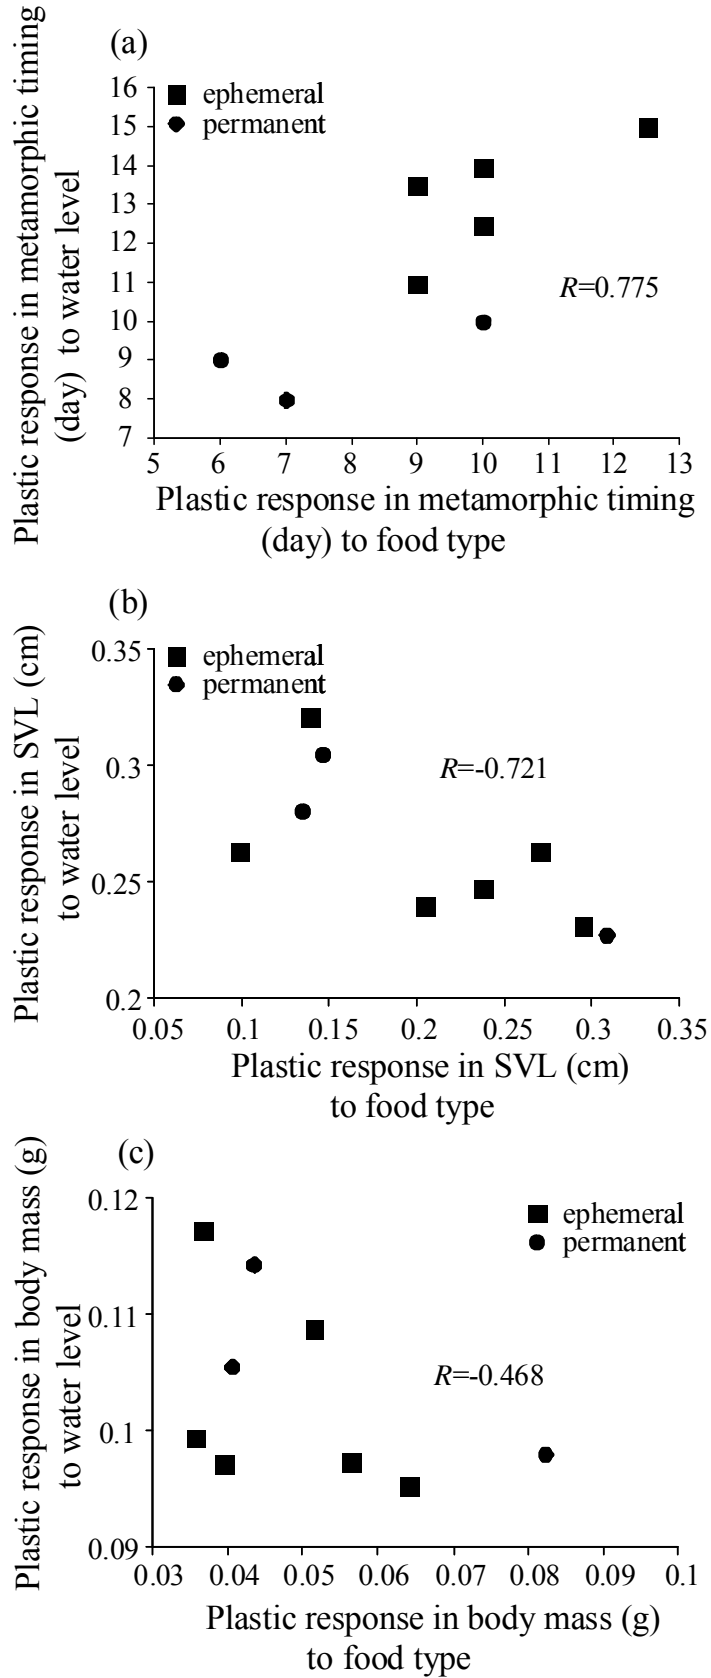 (a)
Plastic response in metamorphic timing
(day) to water level
16
15
14
13
12
11
10
9
8
7
ephemeral
permanent
R=0.775
5 6 7 8 9 10 11 12 13
Plastic response in metamorphic timing
(day) to food type
(b)
Plastic response in SVL (cm)
to water level
0.35
0.3
0.25
0.2
ephemeral
permanent
R=-0.721
0.05 0.1 0.15 0.2 0.25 0.3 0.35
Plastic response in SVL (cm)
to food type
(c)
Plastic response in body mass (g)
to water level
0.12
0.11
0.1
0.09
ephemeral
permanent
R=-0.468
0.03 0.04 0.05 0.06 0.07 0.08 0.09 0.1
Plastic response in body mass (g)
to food type